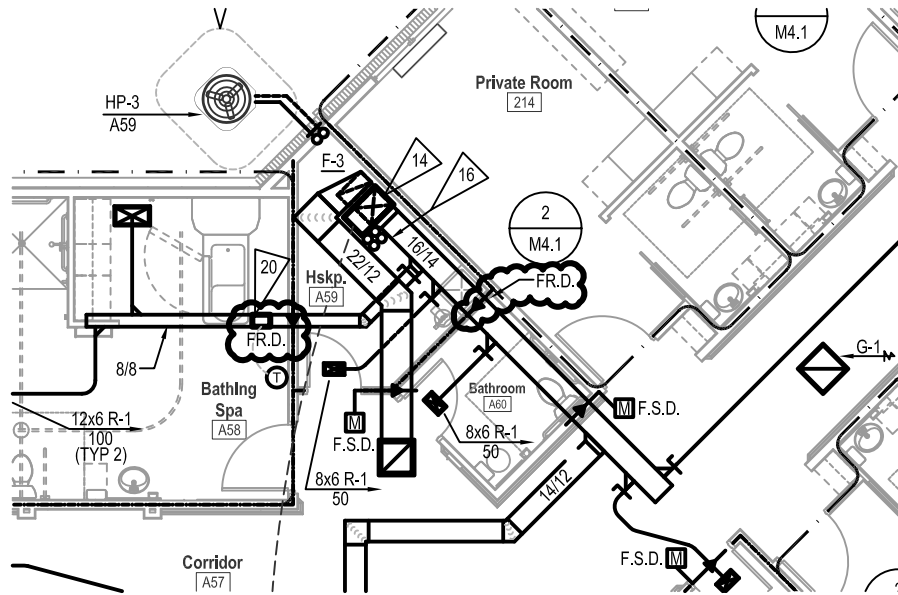 M4.1
Private Room
214
HP-3
A59
F-3
14
16
2
M4.1
16/14
22/12
20
Hskp.
A59
FR.D.
FR.D.
8/8
T
Bathing
Spa
A58
12x6 R-1
100
(TYP 2)
M
F.S.D.
8x6 R-1
50
Bathroom
A60
8x6 R-1
50
M
F.S.D.
G-1
14/12
F.S.D.
M
Corridor
A57